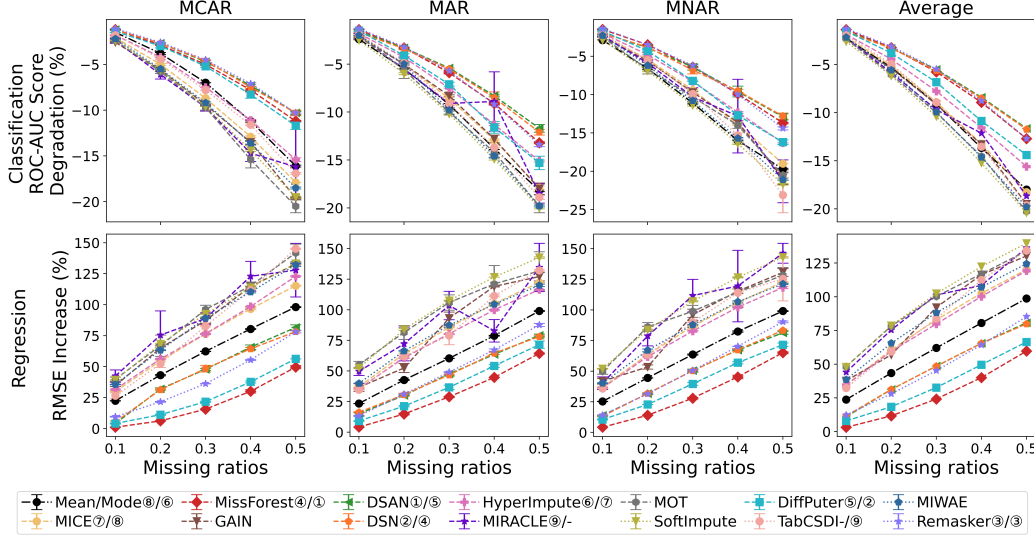 MCAR MAR MNAR Average
Classification
ROC-AUC Score
Degradation (%)
−5 −10 −15 −20
−5 −10 −15 −20
−5 −10 −15 −20 −25
−5 −10 −15 −20
Regression
RMSE Increase (%)
150 125 100 75 50 25 0
150 125 100 75 50 25 0
150 125 100 75 50 25 0
125 100 75 50 25 0
0.1 0.2 0.3 0.4 0.5 0.1 0.2 0.3 0.4 0.5 0.1 0.2 0.3 0.4 0.5 0.1 0.2 0.3 0.4 0.5
Missing ratios Missing ratios Missing ratios Missing ratios
Mean/Mode⑧/⑥ MissForest④/① DSAN①/⑤ HyperImpute⑥/⑦ MOT DiffPuter⑤/② MIWAE
MICE⑦/⑧ GAIN DSN②/④ MIRACLE⑨/- SoftImpute TabCSDI-/⑨ Remasker③/③